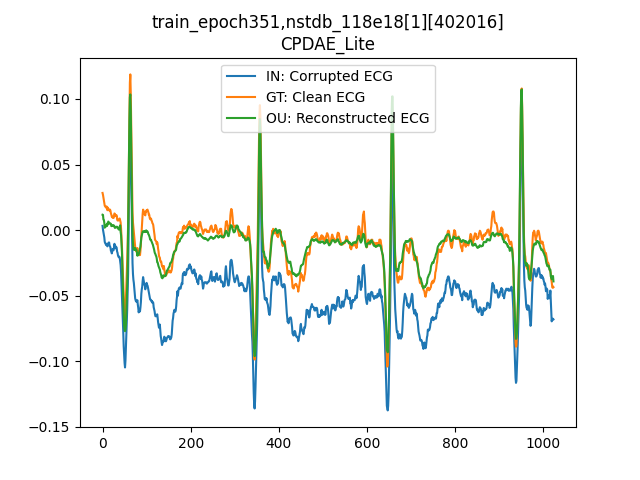 train_epoch351,nstdb_118e18[1][402016]
CPDAE_Lite
IN: Corrupted ECG
GT: Clean ECG
OU: Reconstructed ECG
0.10
0.05
0.00
−0.05
−0.10
−0.15
0 200 400 600 800 1000